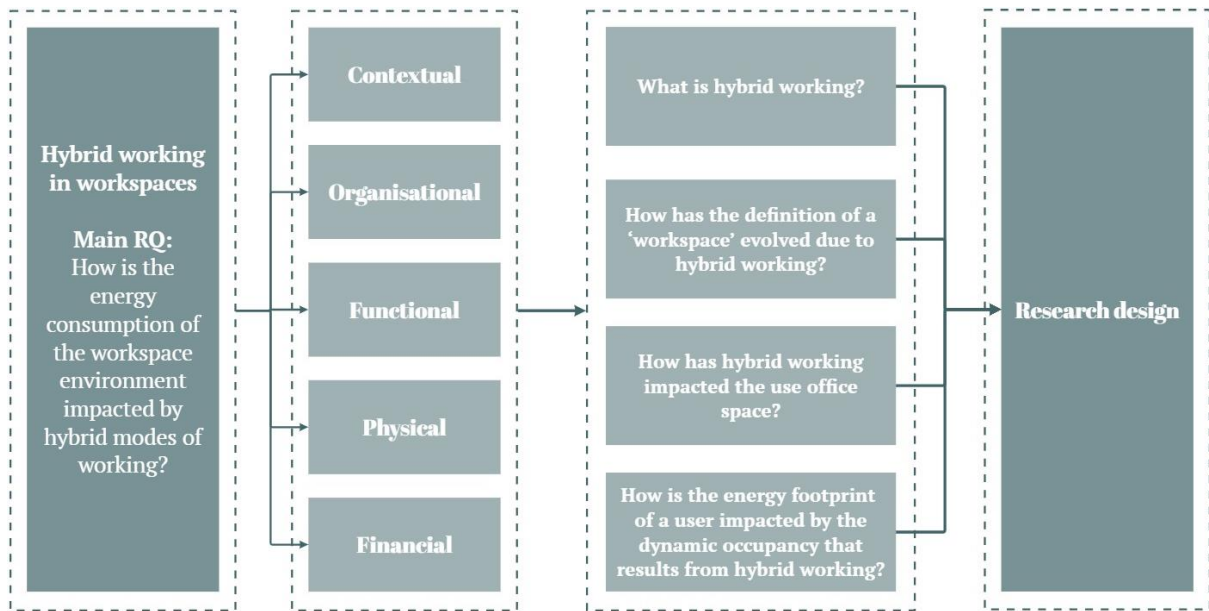 Hybrid working
in workspaces
Main RQ:
How is the
energy
consumption of
the workspace
environment
impacted by
hybrid modes of
working?
Contextual
Organisational
Functional
Physical
Financial
What is hybrid working?
How has the definition of a
‘workspace’ evolved due to
hybrid working?
How has hybrid working
impacted the use office
space?
How is the energy footprint
of a user impacted by the
dynamic occupancy that
results from hybrid working?
Research design